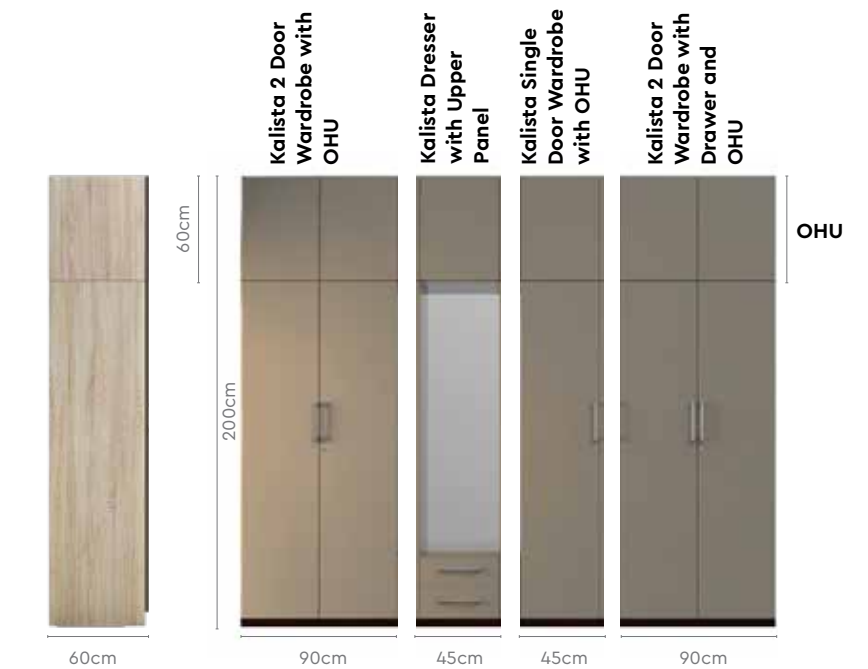 Kalista 2 Door
Wardrobe with
OHU
Kalista Dresser
with Upper
Panel
Kalista Single
Door Wardrobe
with OHU
Kalista 2 Door
Wardrobe with
Drawer and
OHU
60cm
OHU
200cm
60cm
90cm
45cm
45cm
90cm